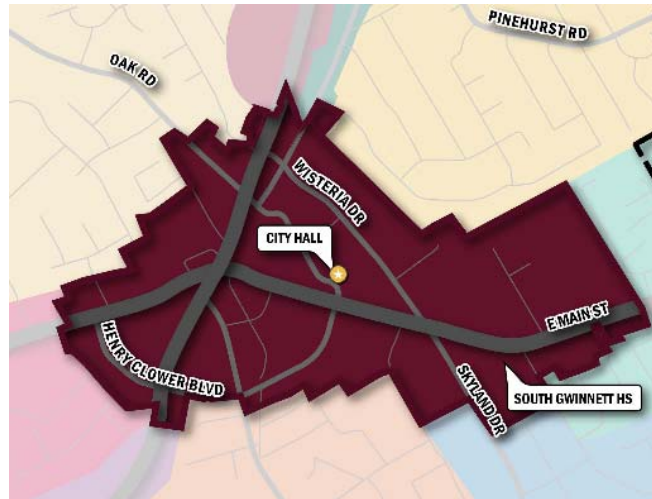 PINEHURST RD
OAK RD
WISTERIA DR
CITY HALL
E MAIN ST
HENRY CLOWER BLVD
SKYLAND DR
SOUTH GWINNETT HS